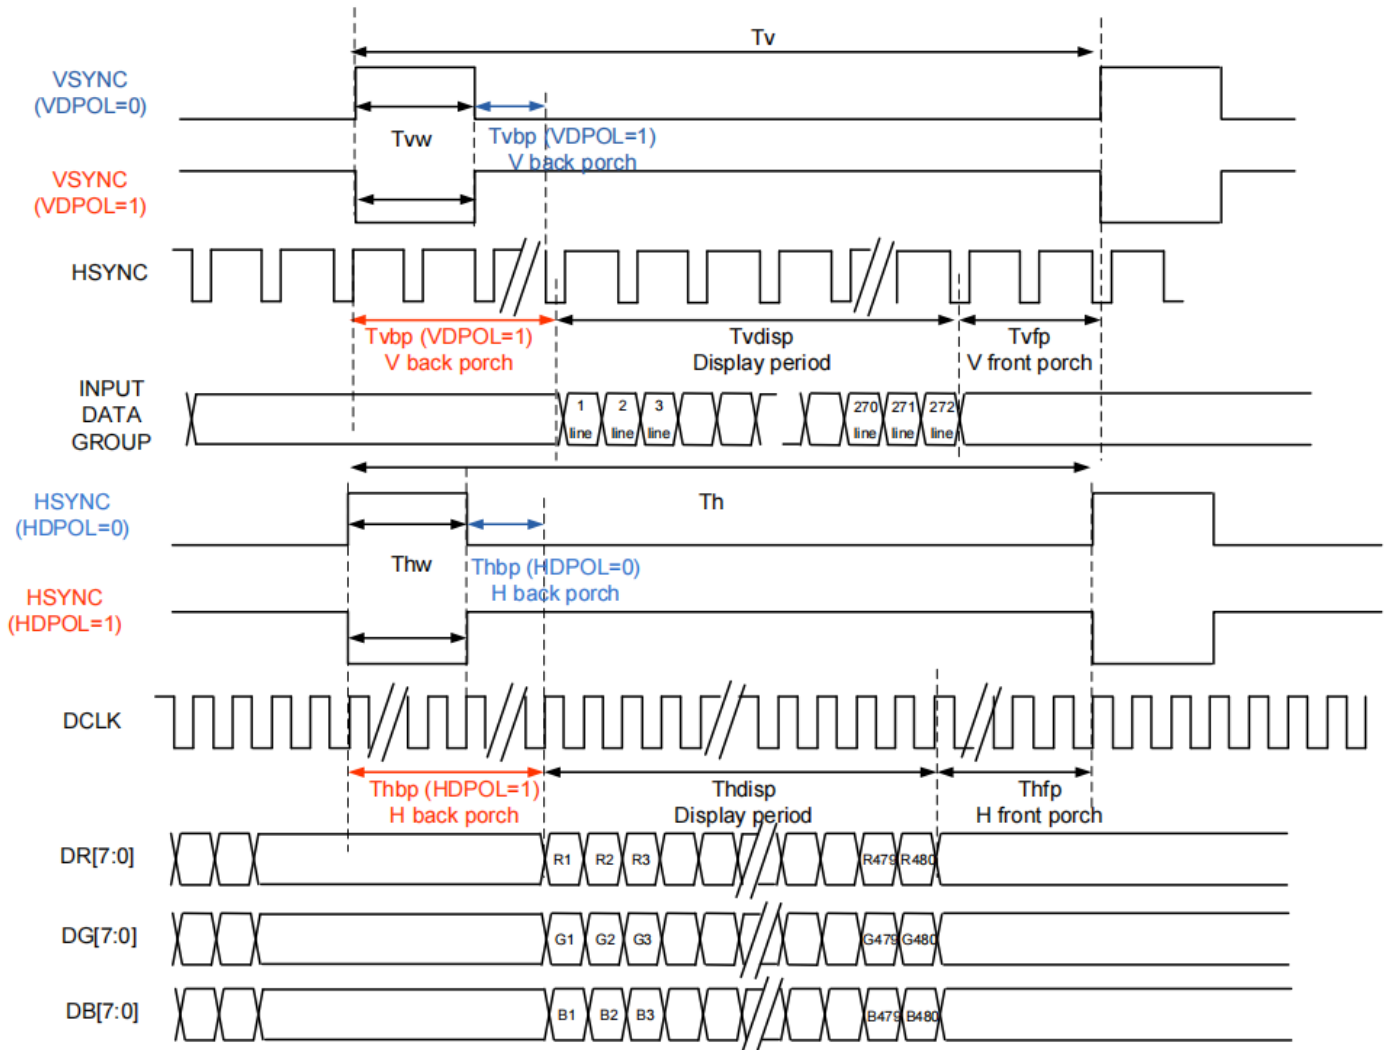 Tv
VSYNC
(VDPOL=0)
Tvw
Tvbp (VDPOL=1)
V back porch
VSYNC
(VDPOL=1)
HSYNC
Tvbp (VDPOL=1)
V back porch
Tvdisp
Display period
Tvfp
V front porch
INPUT
DATA
GROUP
1 2 3 270 271 272
line line line line line line
Th
HSYNC
(HDPOL=0)
Thw
Thbp (HDPOL=0)
H back porch
HSYNC
(HDPOL=1)
DCLK
Thbp (HDPOL=1)
H back porch
Thdisp
Display period
Thfp
H front porch
DR[7:0] R1 R2 R3 R479 R480
DG[7:0] G1 G2 G3 G479 G480
DB[7:0] B1 B2 B3 B479 B480